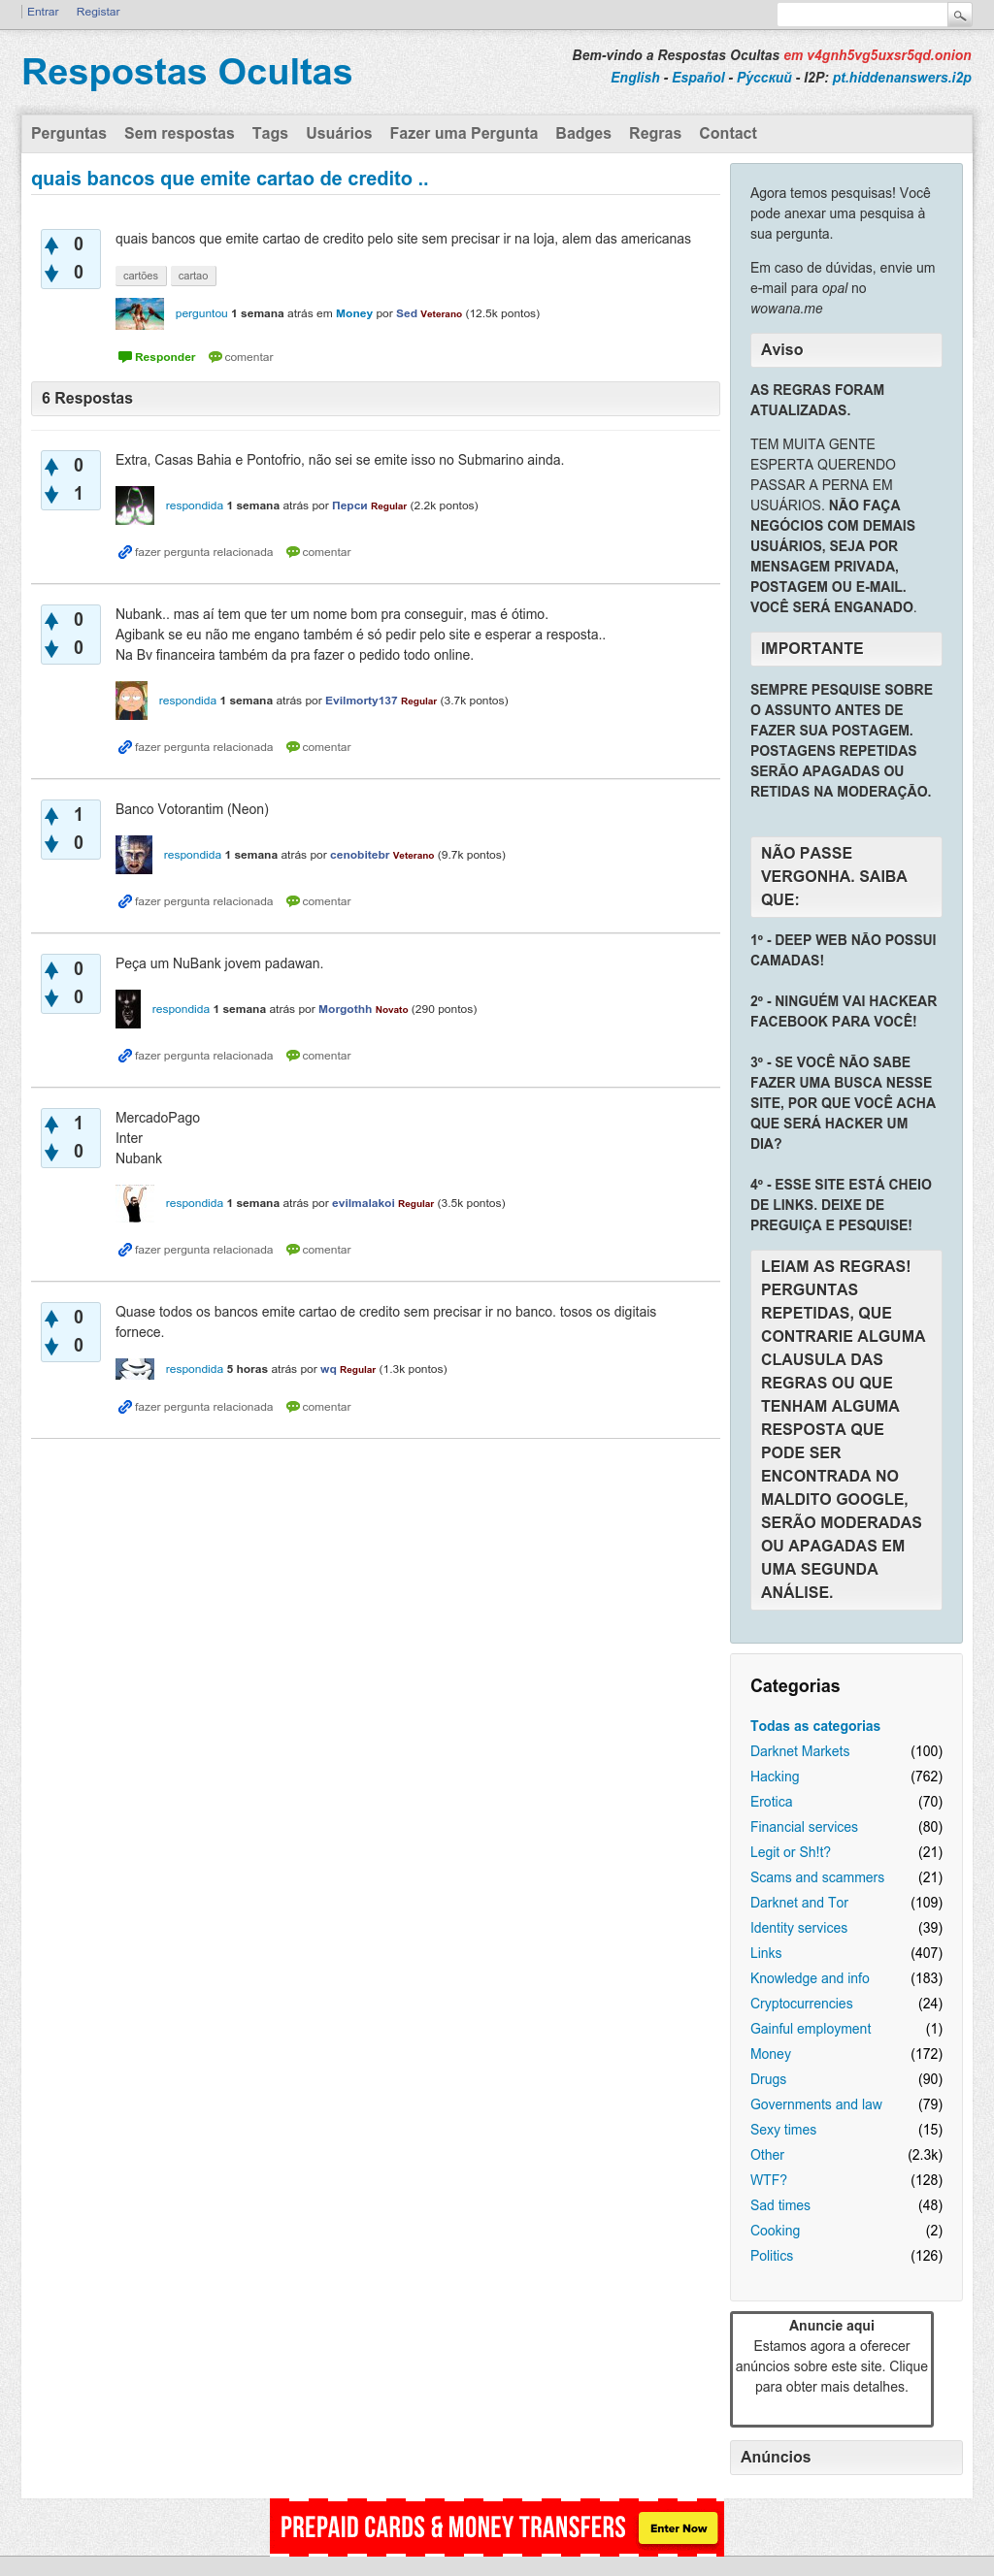 Entrar Registar
Respostas Ocultas
Bem-vindo a Respostas Ocultas em v4gnh5vg5uxsr5qd.onion
English - Español - Ру́сский - I2P: pt.hiddenanswers.i2p
Perguntas Sem respostas Tags Usuários Fazer uma Pergunta Badges Regras Contact
quais bancos que emite cartao de credito ..
0
0
quais bancos que emite cartao de credito pelo site sem precisar ir na loja, alem das americanas
cartões cartao
perguntou 1 semana atrás em Money por Sed Veterano (12.5k pontos)
Responder comentar
6 Respostas
0
1
Extra, Casas Bahia e Pontofrio, não sei se emite isso no Submarino ainda.
respondida 1 semana atrás por Перси Regular (2.2k pontos)
fazer pergunta relacionada comentar
0
0
Nubank.. mas aí tem que ter um nome bom pra conseguir, mas é ótimo.
Agibank se eu não me engano também é só pedir pelo site e esperar a resposta..
Na Bv financeira também da pra fazer o pedido todo online.
respondida 1 semana atrás por Evilmorty137 Regular (3.7k pontos)
fazer pergunta relacionada comentar
1
0
Banco Votorantim (Neon)
respondida 1 semana atrás por cenobitebr Veterano (9.7k pontos)
fazer pergunta relacionada comentar
0
0
Peça um NuBank jovem padawan.
respondida 1 semana atrás por Morgothh Novato (290 pontos)
fazer pergunta relacionada comentar
1
0
MercadoPago
Inter
Nubank
respondida 1 semana atrás por evilmalakoi Regular (3.5k pontos)
fazer pergunta relacionada comentar
0
0
Quase todos os bancos emite cartao de credito sem precisar ir no banco. tosos os digitais
fornece.
respondida 5 horas atrás por wq Regular (1.3k pontos)
fazer pergunta relacionada comentar
Agora temos pesquisas! Você
pode anexar uma pesquisa à
sua pergunta.
Em caso de dúvidas, envie um
e-mail para opal no
wowana.me
Aviso
AS REGRAS FORAM
ATUALIZADAS.
TEM MUITA GENTE
ESPERTA QUERENDO
PASSAR A PERNA EM
USUÁRIOS. NÃO FAÇA
NEGÓCIOS COM DEMAIS
USUÁRIOS, SEJA POR
MENSAGEM PRIVADA,
POSTAGEM OU E-MAIL.
VOCÊ SERÁ ENGANADO.
IMPORTANTE
SEMPRE PESQUISE SOBRE
O ASSUNTO ANTES DE
FAZER SUA POSTAGEM.
POSTAGENS REPETIDAS
SERÃO APAGADAS OU
RETIDAS NA MODERAÇÃO.
NÃO PASSE
VERGONHA. SAIBA
QUE:
1º - DEEP WEB NÃO POSSUI
CAMADAS!
2º - NINGUÉM VAI HACKEAR
FACEBOOK PARA VOCÊ!
3º - SE VOCÊ NÃO SABE
FAZER UMA BUSCA NESSE
SITE, POR QUE VOCÊ ACHA
QUE SERÁ HACKER UM
DIA?
4º - ESSE SITE ESTÁ CHEIO
DE LINKS. DEIXE DE
PREGUIÇA E PESQUISE!
LEIAM AS REGRAS!
PERGUNTAS
REPETIDAS, QUE
CONTRARIE ALGUMA
CLAUSULA DAS
REGRAS OU QUE
TENHAM ALGUMA
RESPOSTA QUE
PODE SER
ENCONTRADA NO
MALDITO GOOGLE,
SERÃO MODERADAS
OU APAGADAS EM
UMA SEGUNDA
ANÁLISE.
Categorias
Todas as categorias
Darknet Markets (100)
Hacking (762)
Erotica (70)
Financial services (80)
Legit or Sh!t? (21)
Scams and scammers (21)
Darknet and Tor (109)
Identity services (39)
Links (407)
Knowledge and info (183)
Cryptocurrencies (24)
Gainful employment (1)
Money (172)
Drugs (90)
Governments and law (79)
Sexy times (15)
Other (2.3k)
WTF? (128)
Sad times (48)
Cooking (2)
Politics (126)
Anuncie aqui
Estamos agora a oferecer
anúncios sobre este site. Clique
para obter mais detalhes.
Anúncios
PREPAID CARDS & MONEY TRANSFERS Enter Now